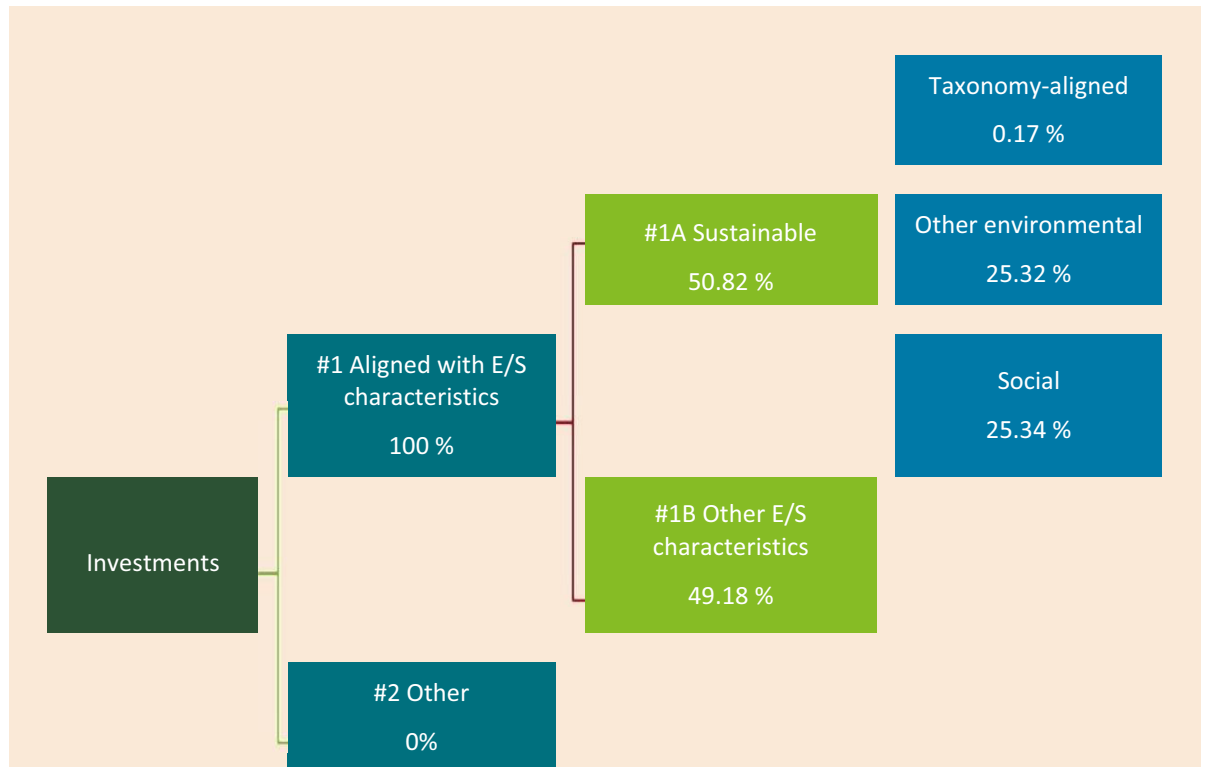 Taxonomy-aligned
0.17 %
#1A Sustainable
50.82 %
Other environmental
25.32 %
#1 Aligned with E/S
characteristics
100 %
Social
25.34 %
Investments
#1B Other E/S
characteristics
49.18 %
#2 Other
0%